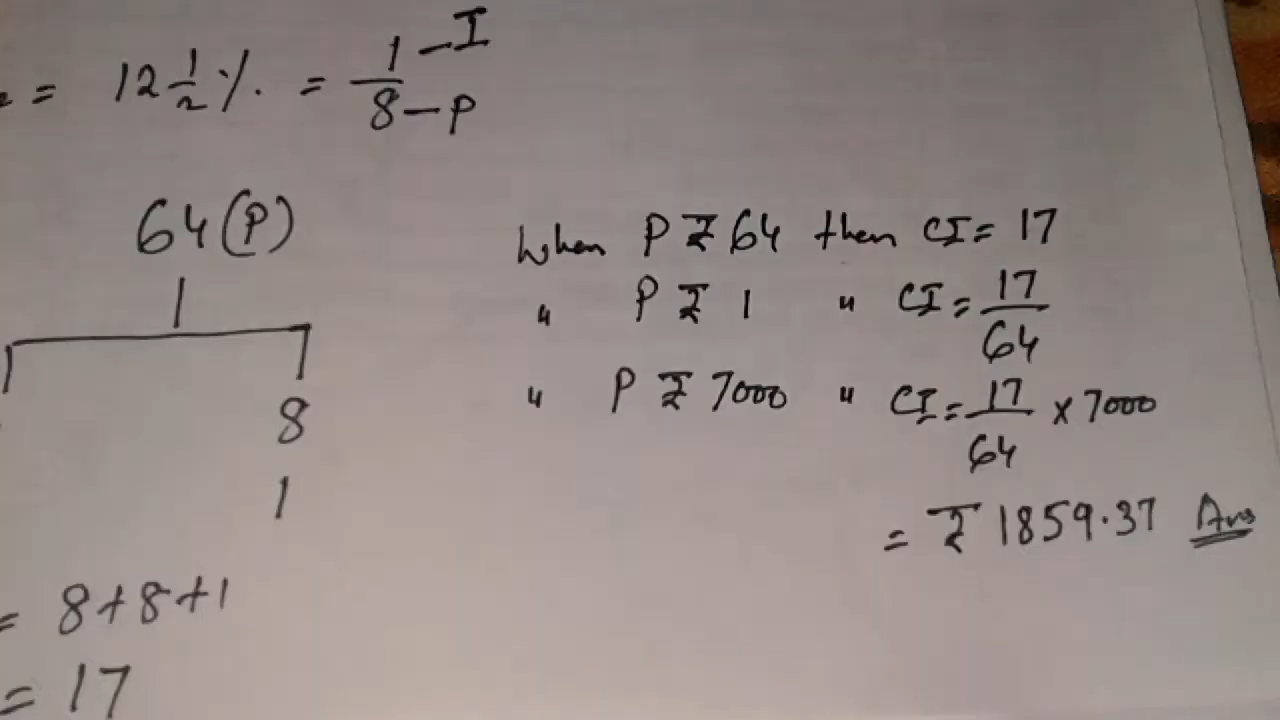 = 12 1/2 %. = 1/8 - I - P
64 (P)
1
8
1
= 8+8+1
= 17
When P ₹ 64 then CI = 17
" P ₹ 1 " CI = 17/64
" P ₹ 7000 " CI = 17/64 x 7000
= ₹ 1859.37 Ans